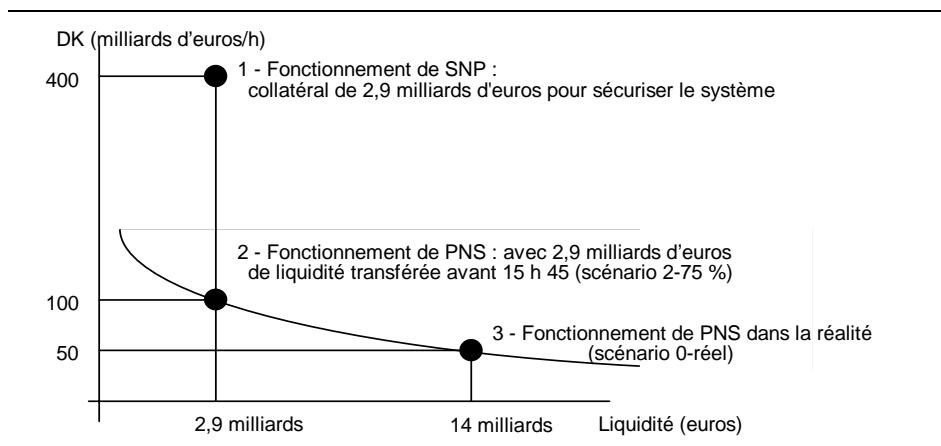 DK (milliards d'euros/h)
400
1 - Fonctionnement de SNP :
collatéral de 2,9 milliards d'euros pour sécuriser le système
2 - Fonctionnement de PNS : avec 2,9 milliards d'euros
de liquidité transférée avant 15 h 45 (scénario 2-75 %)
100
3 - Fonctionnement de PNS dans la réalité
(scénario 0-réel)
50
2,9 milliards
14 milliards
Liquidité (euros)